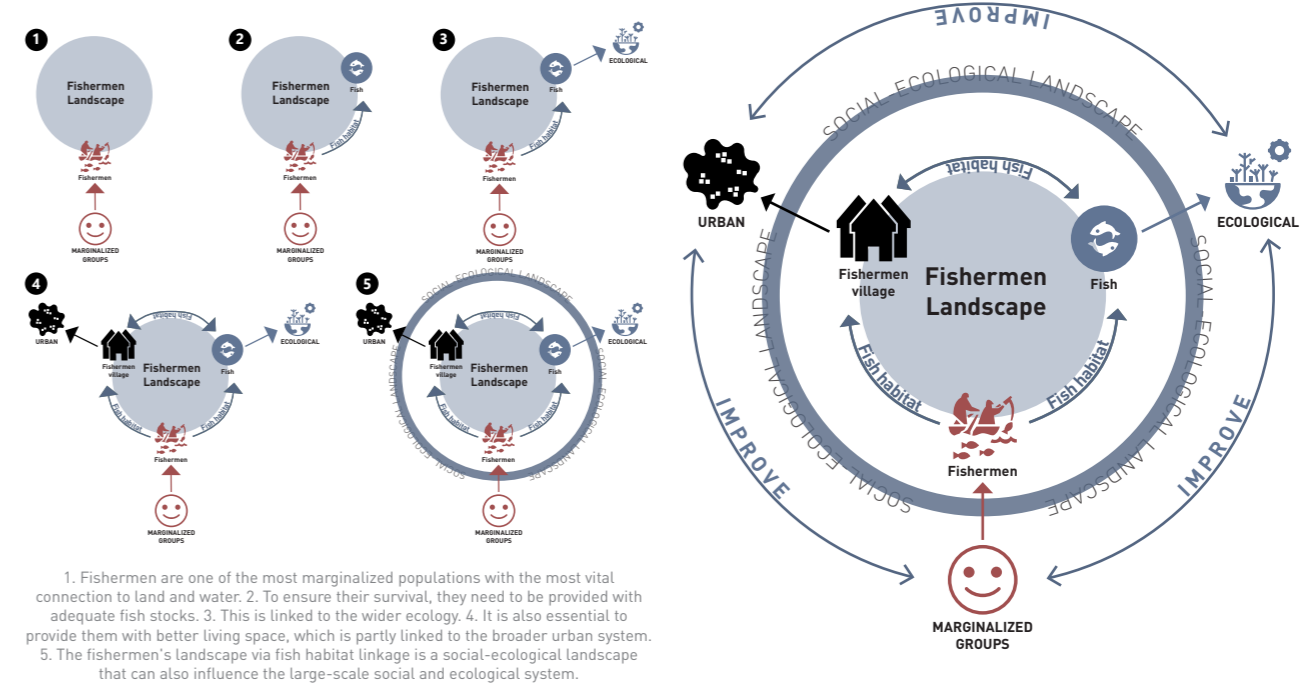 1
Fishermen
Landscape
Fishermen
MARGINALIZED
GROUPS
2
Fishermen
Landscape
Fish
Fish habitat
Fishermen
MARGINALIZED
GROUPS
3
Fishermen
Landscape
Fish
ECOLOGICAL
Fish habitat
Fishermen
MARGINALIZED
GROUPS
4
URBAN
Fish habitat
ECOLOGICAL
Fishermen
village
Fishermen
Landscape
Fish
Fish habitat
Fish habitat
Fishermen
MARGINALIZED
GROUPS
5
SOCIAL-ECOLOGICAL LANDSCAPE
URBAN
Fish habitat
ECOLOGICAL
Fishermen
village
Fishermen
Landscape
Fish
Fish habitat
Fish habitat
SOCIAL-ECOLOGICAL LANDSCAPE
SOCIAL-ECOLOGICAL LANDSCAPE
Fishermen
MARGINALIZED
GROUPS
1. Fishermen are one of the most marginalized populations with the most vital
connection to land and water. 2. To ensure their survival, they need to be provided with
adequate fish stocks. 3. This is linked to the wider ecology. 4. It is also essential to
provide them with better living space, which is partly linked to the broader urban system.
5. The fishermen's landscape via fish habitat linkage is a social-ecological landscape
that can also influence the large-scale social and ecological system.
IMPROVE
SOCIAL-ECOLOGICAL LANDSCAPE
URBAN
Fish habitat
ECOLOGICAL
Fishermen
village
Fishermen
Landscape
Fish
Fish habitat
Fish habitat
SOCIAL-ECOLOGICAL LANDSCAPE
SOCIAL-ECOLOGICAL LANDSCAPE
IMPROVE
IMPROVE
Fishermen
MARGINALIZED
GROUPS